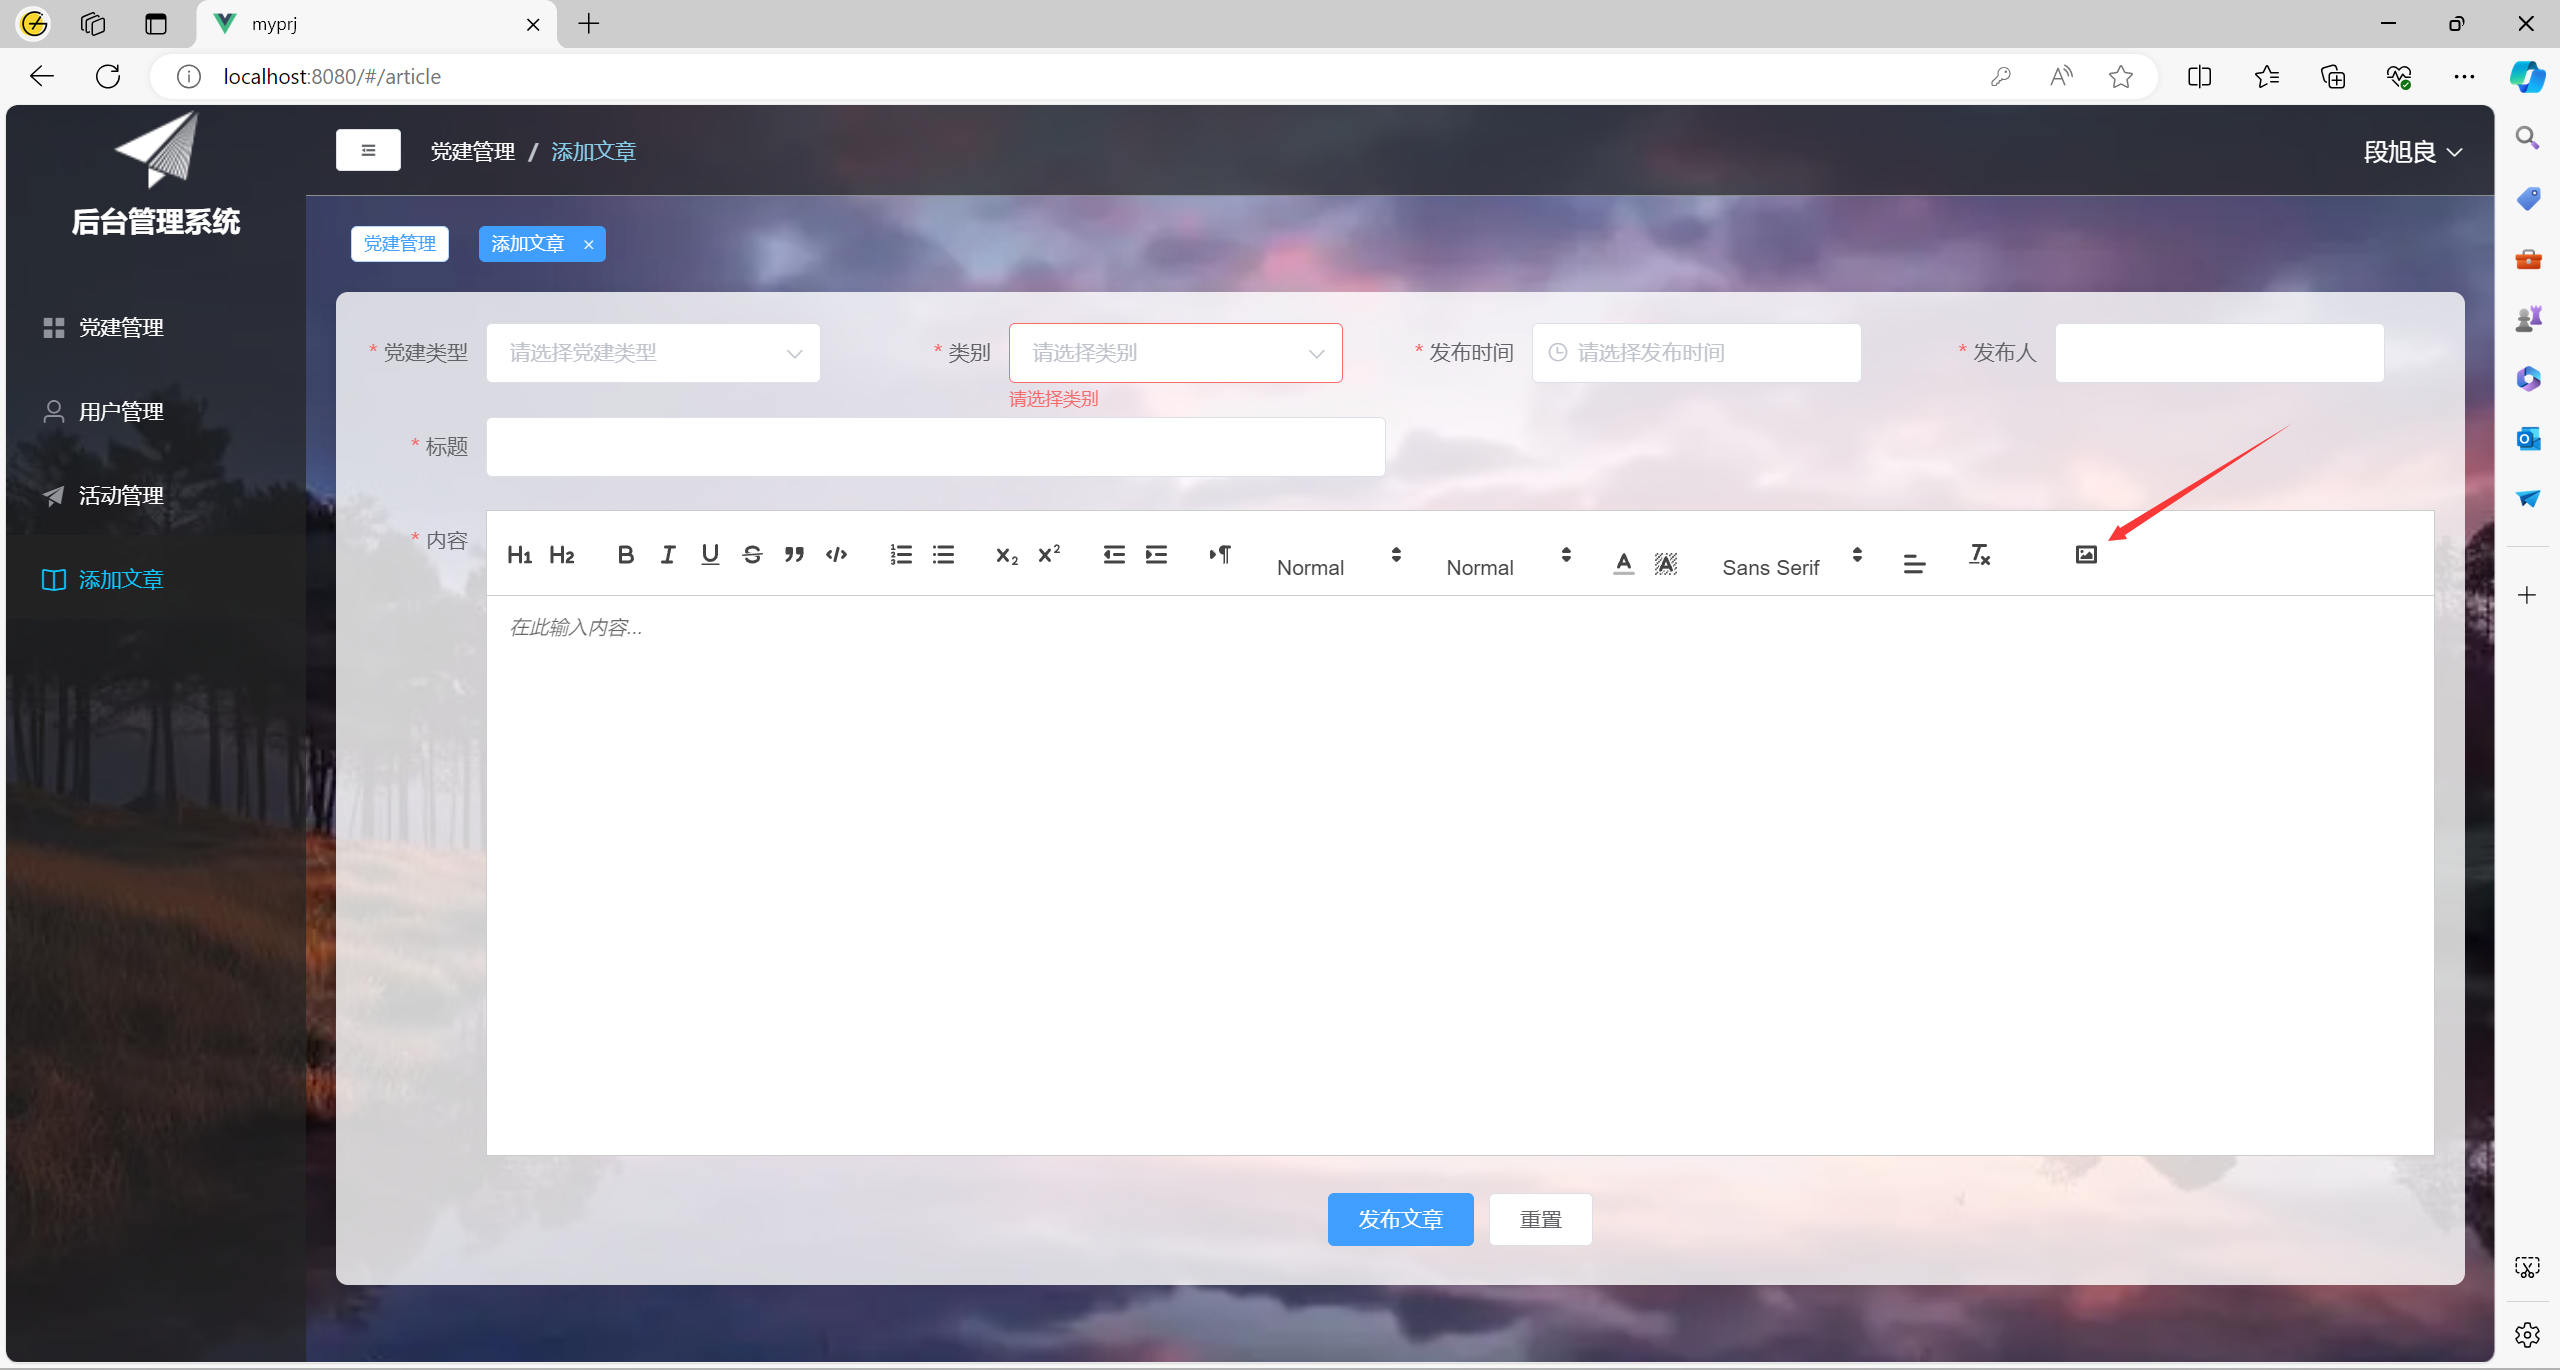 myprj
localhost:8080/#/article
后台管理系统
党建管理 / 添加文章
段旭良
党建管理
添加文章
党建管理
用户管理
活动管理
添加文章
* 党建类型 请选择党建类型
* 类别 请选择类别
* 发布时间 请选择发布时间
* 发布人
请选择类别
* 标题
* 内容
H1 H2 B I U S Normal Normal A A Sans Serif
在此输入内容...
发布文章 重置